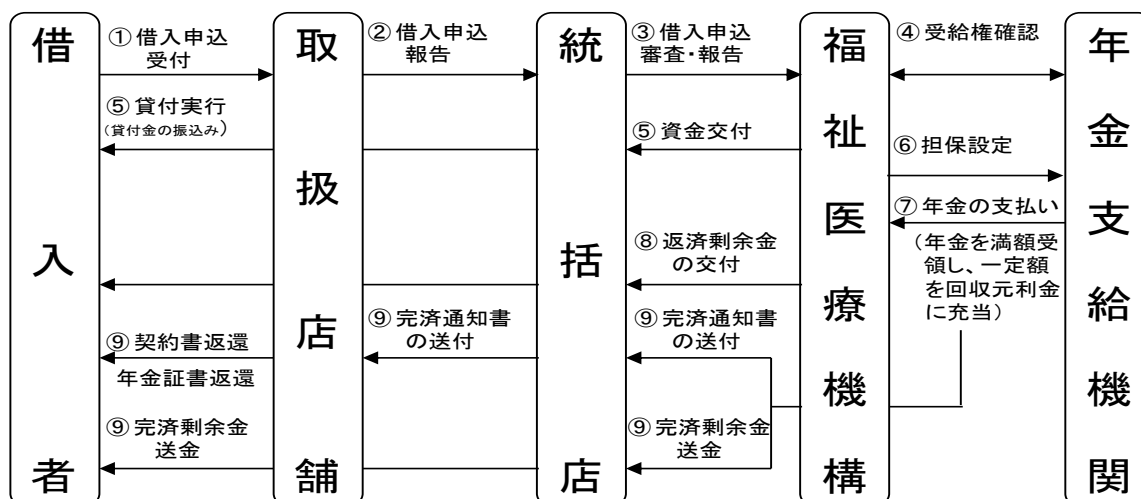 借入者
① 借入申込
受付
⑤ 貸付実行
(貸付金の振込み)
⑨ 契約書返還
年金証書返還
⑨ 完済剰余金
送金
取扱店舗
② 借入申込
報告
⑨ 完済通知書
の送付
統括店
③ 借入申込
審査・報告
⑤ 資金交付
⑧ 返済剰余金
の交付
⑨ 完済通知書
の送付
⑨ 完済剰余金
送金
福祉医療機構
④ 受給権確認
⑥ 担保設定
⑦ 年金の支払い
(年金を満額受
領し、一定額
を回収元利金
に充当)
年金支給機関